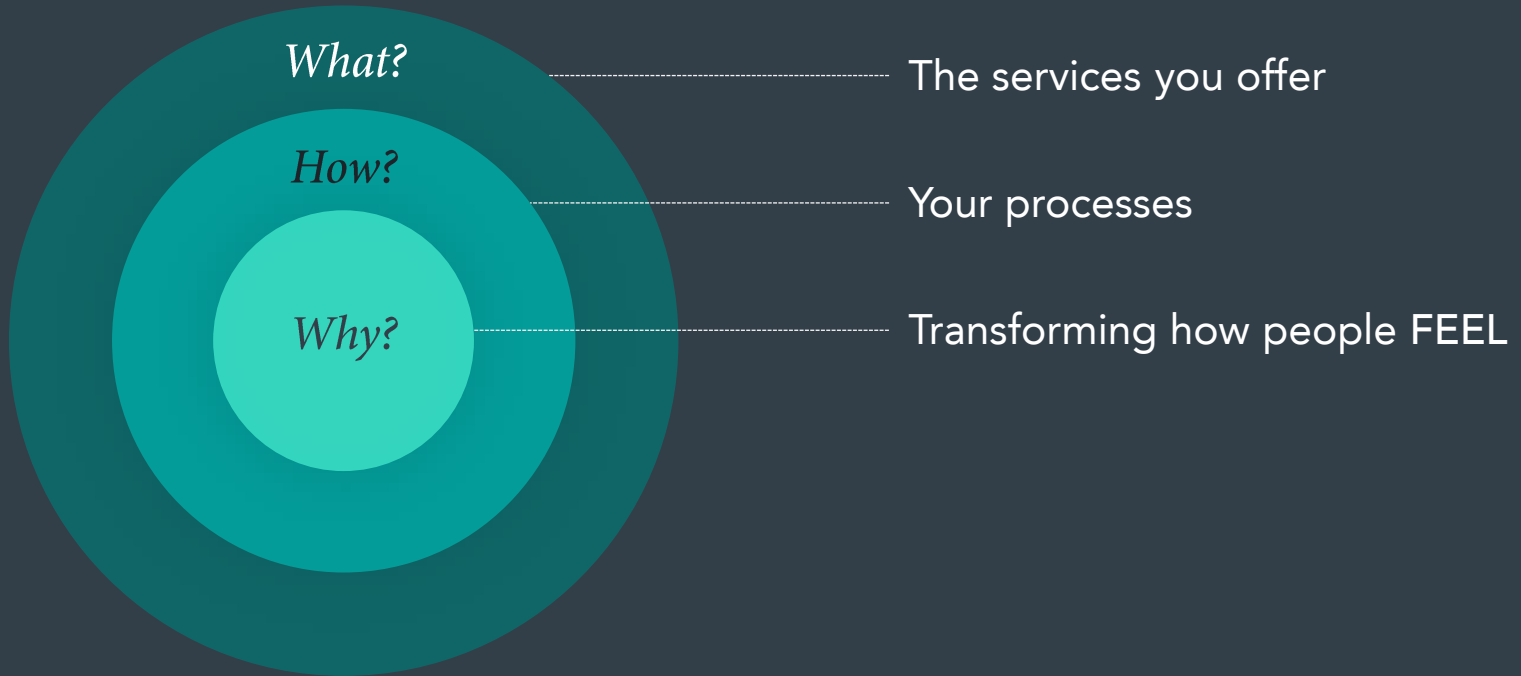 What?
The services you offer
How?
Your processes
Why?
Transforming how people FEEL